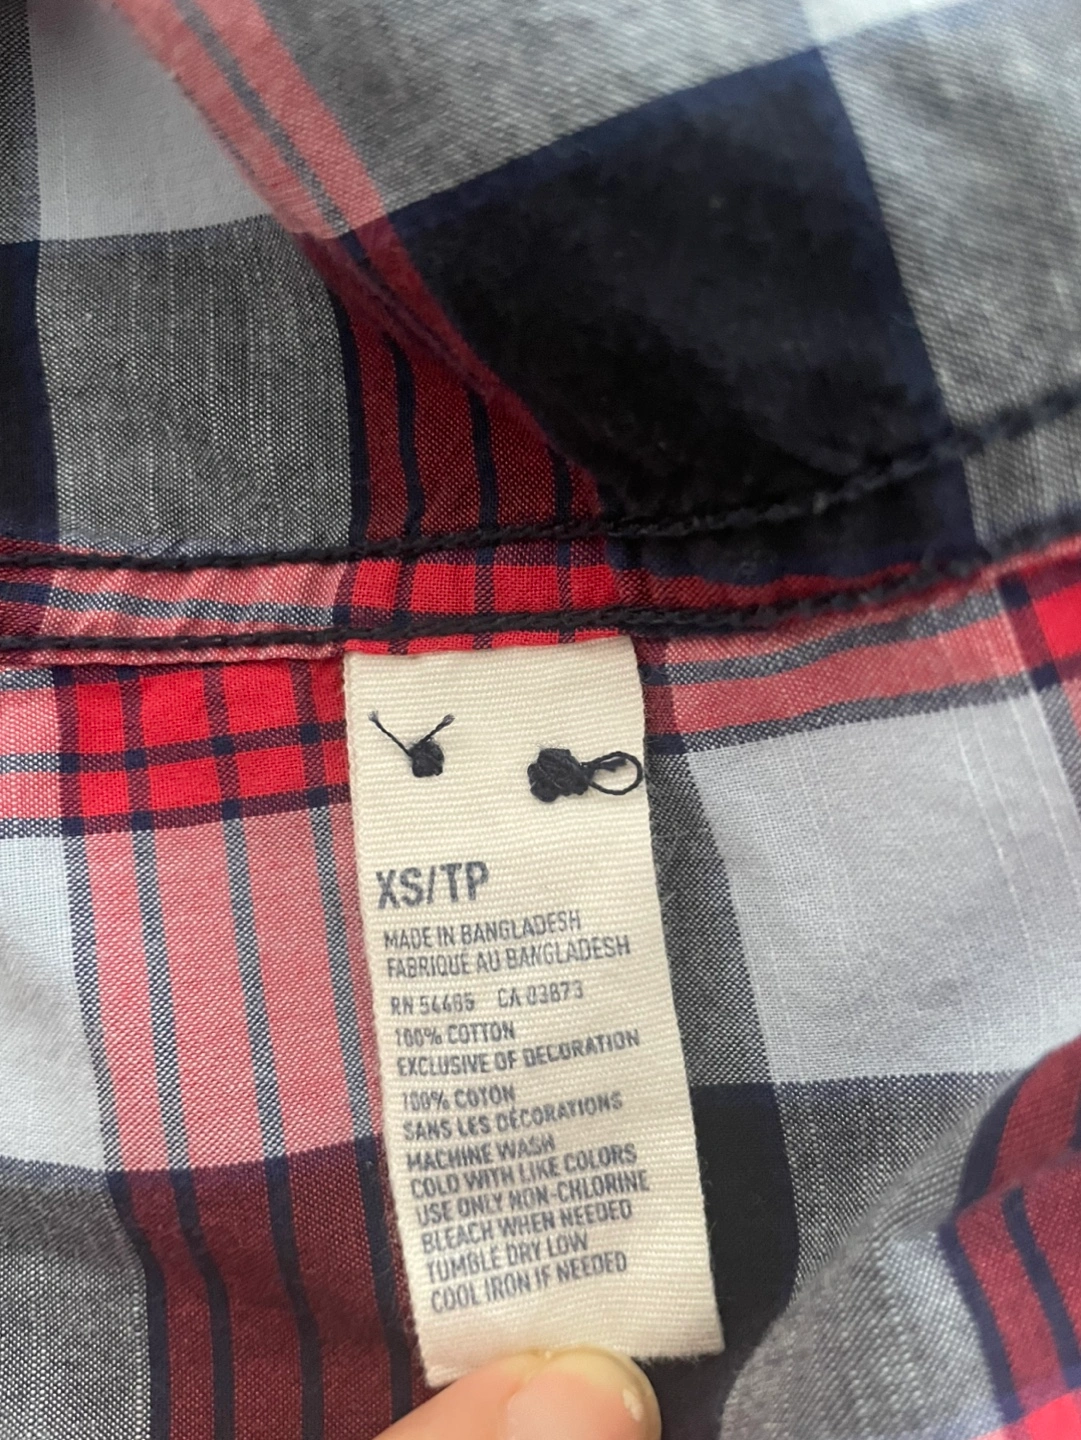 XS/TP
MADE IN BANGLADESH
FABRIQUÉ AU BANGLADESH
RN 54485 CA 03873
100% COTTON
EXCLUSIVE OF DECORATION
100% COTON
SANS LES DÉCORATIONS
MACHINE WASH
COLD WITH LIKE COLORS
USE ONLY NON-CHLORINE
BLEACH WHEN NEEDED
TUMBLE DRY LOW
COOL IRON IF NEEDED